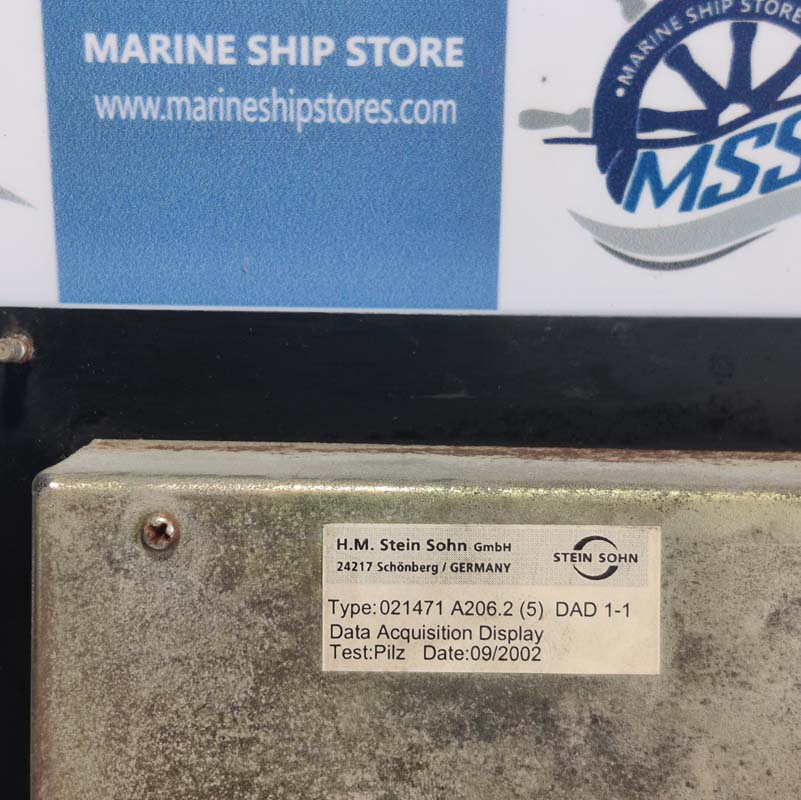 MARINE SHIP STORE
www.marineshipstores.com
•MARINE SHIP STORE
MSS
H.M. Stein Sohn GmbH
24217 Schönberg / GERMANY
STEIN SOHN
Type:021471 A206.2 (5) DAD 1-1
Data Acquisition Display
Test:Pilz Date:09/2002